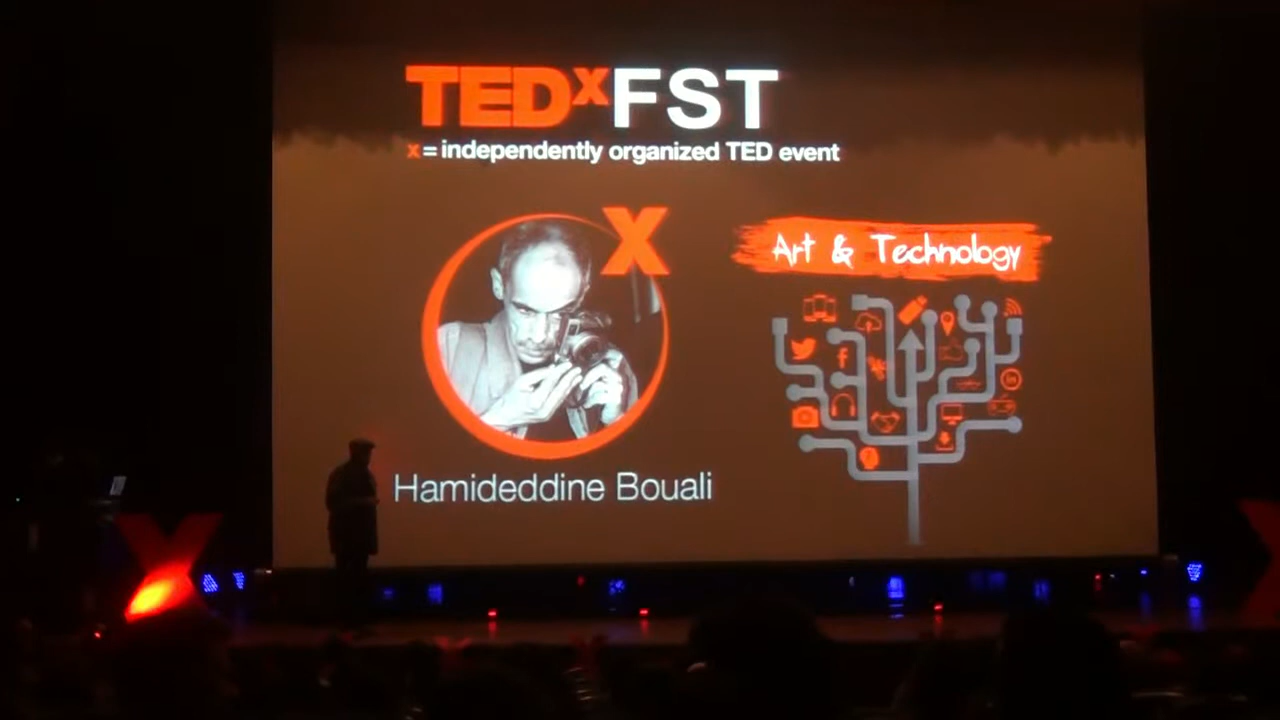 TEDxFST
x = independently organized TED event
X
Art & Technology
Hamideddine Bouali
X